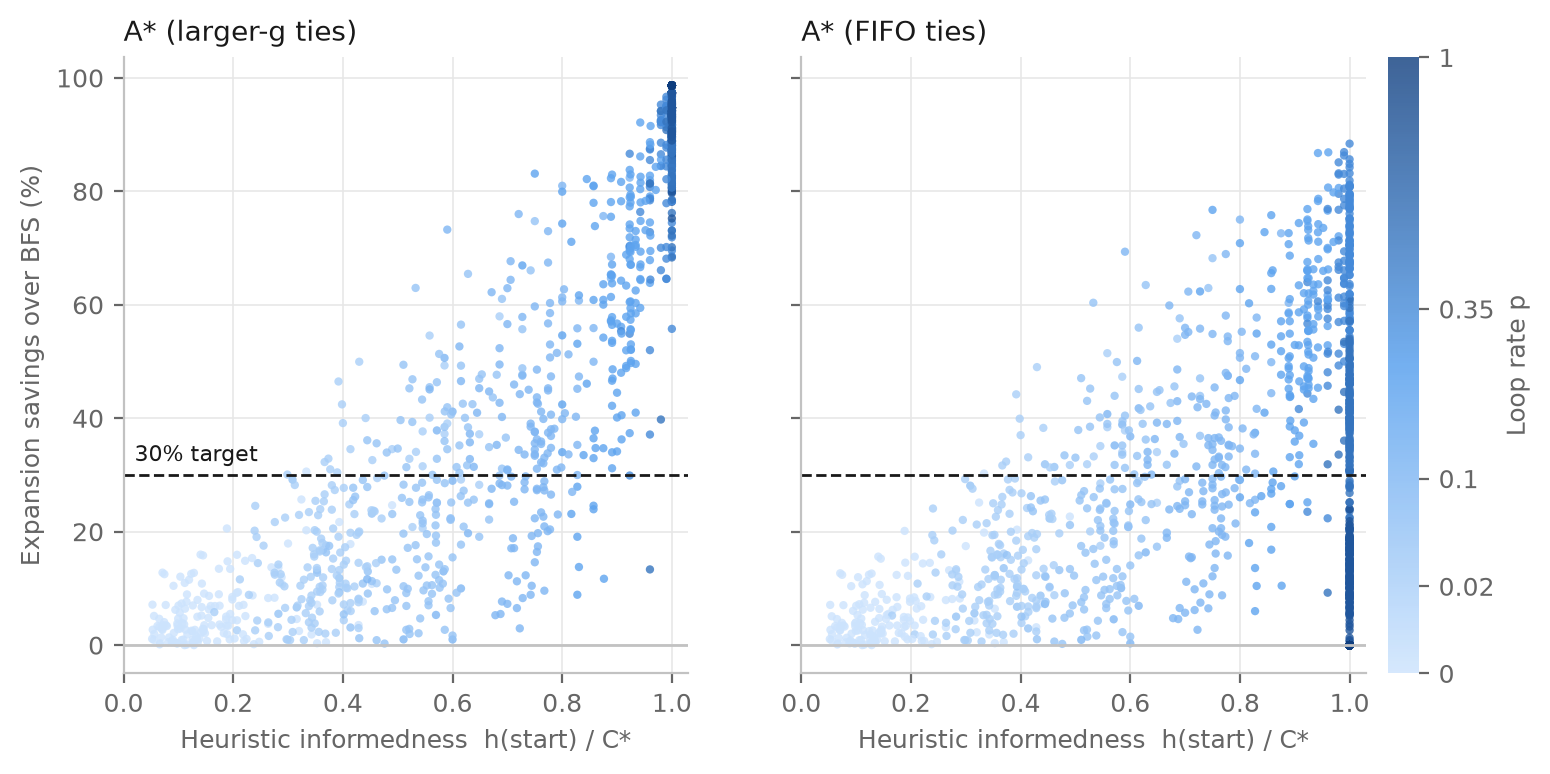 A* (larger-g ties)
A* (FIFO ties)
Expansion savings over BFS (%)
100
80
60
40
20
0
30% target
0.0 0.2 0.4 0.6 0.8 1.0
Heuristic informedness h(start) / C*
0.0 0.2 0.4 0.6 0.8 1.0
Heuristic informedness h(start) / C*
1
0.35
0.1
0.02
0
Loop rate p